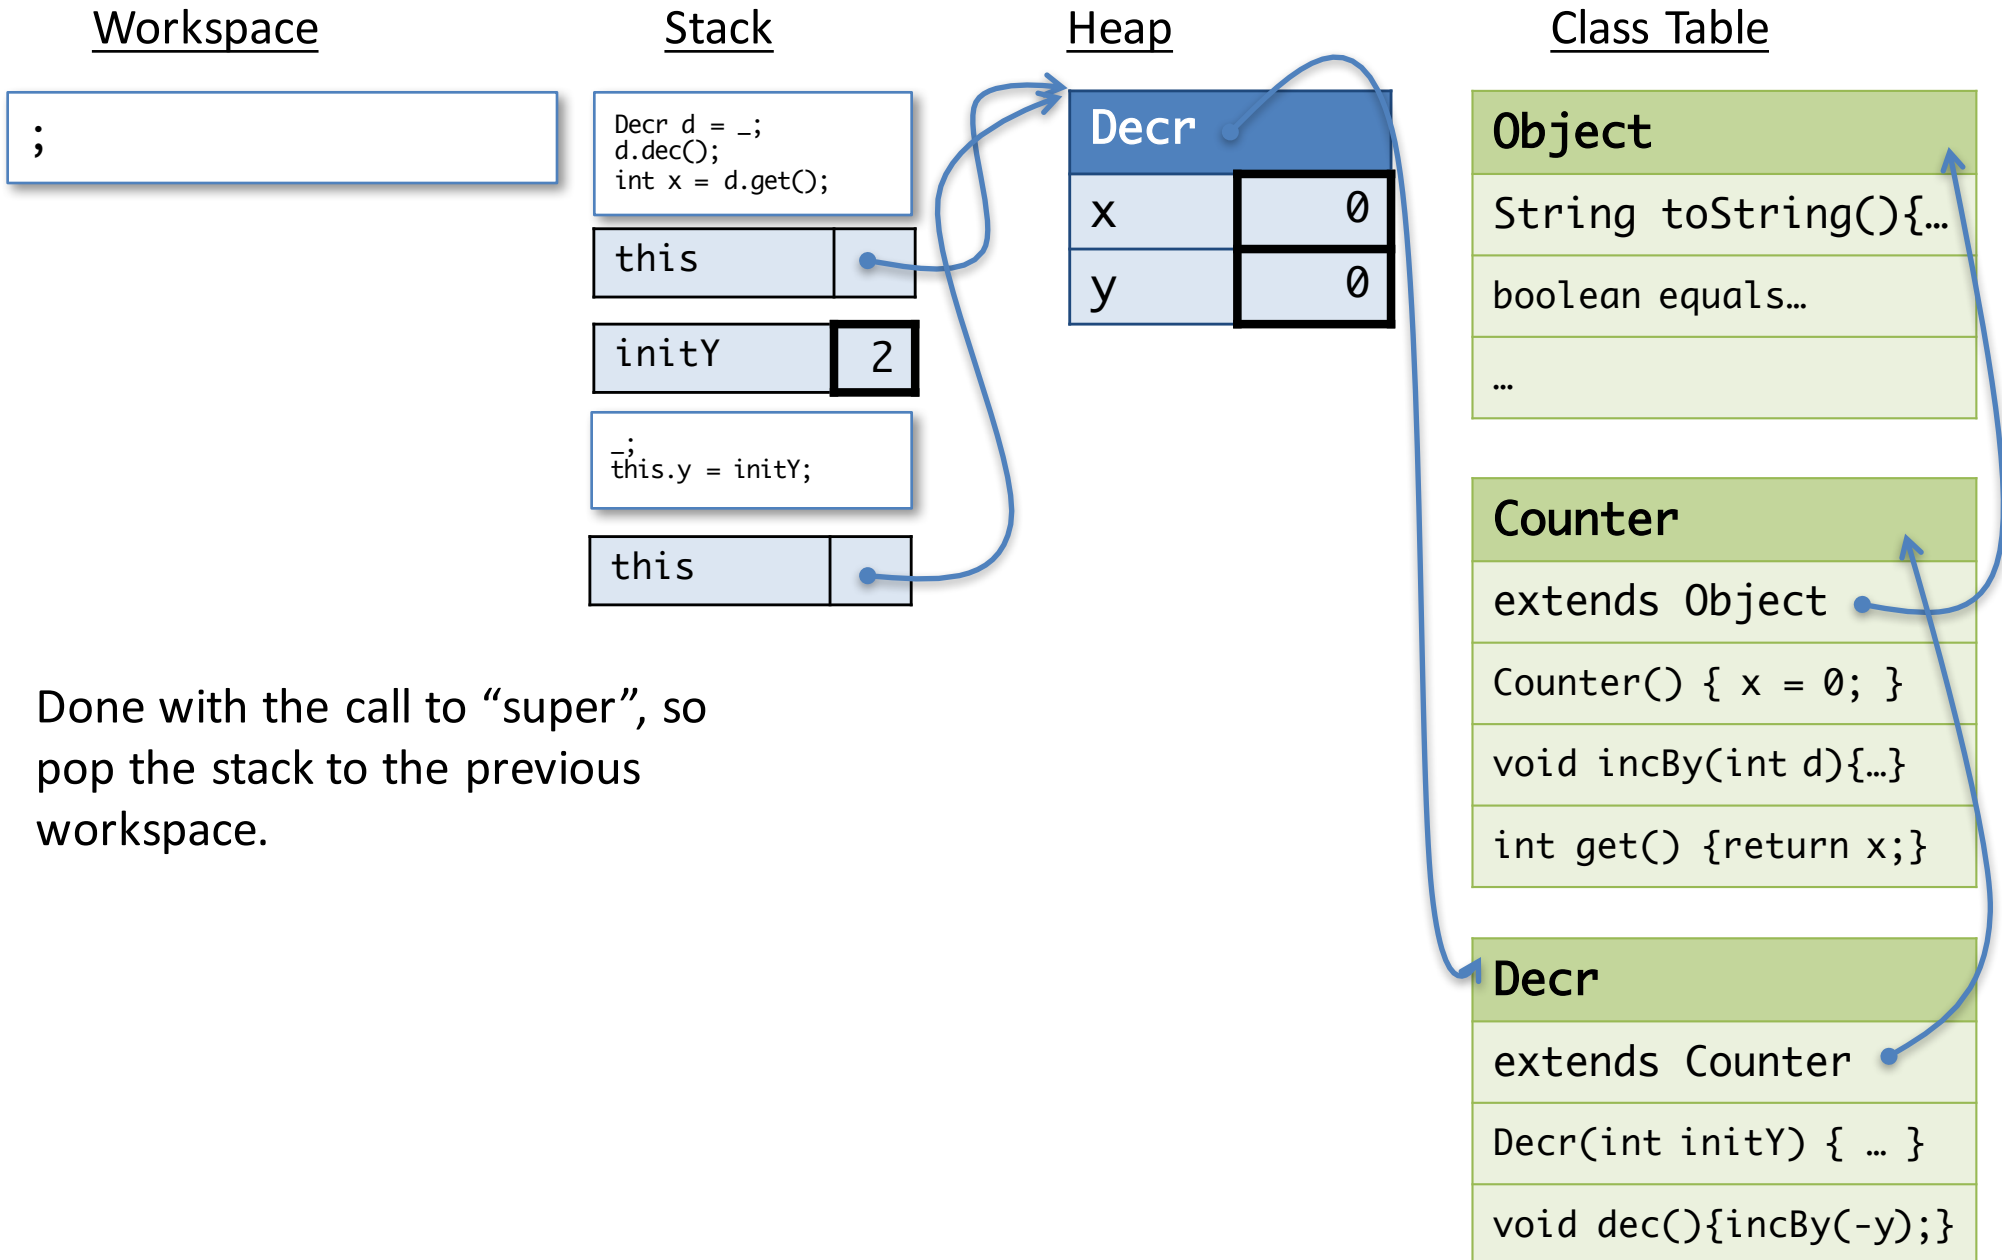 Workspace
Stack
Heap
Class Table
;
Decr d = _;
d.dec();
int x = d.get();
this
initY 2
_;
this.y = initY;
this
Done with the call to “super”, so
pop the stack to the previous
workspace.
Decr
x 0
y 0
Object
String toString(){…
boolean equals…
…
Counter
extends Object
Counter() { x = 0; }
void incBy(int d){…}
int get() {return x;}
Decr
extends Counter
Decr(int initY) { … }
void dec(){incBy(-y);}